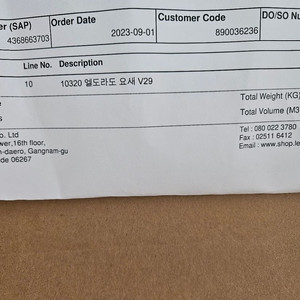 er (SAP) Order Date Customer Code DO/SO Nu
4368663703 2023-09-01 890036236
Line No. Description
10 10320 엘도라도 요새 V29
Total Weight (KG)
s Total Volume (M3
o. Ltd Tel : 080 022 3780
wer,16th floor, Fax : 02511 6412
n-daero, Gangnam-gu Email : www.shop.le
de 06267